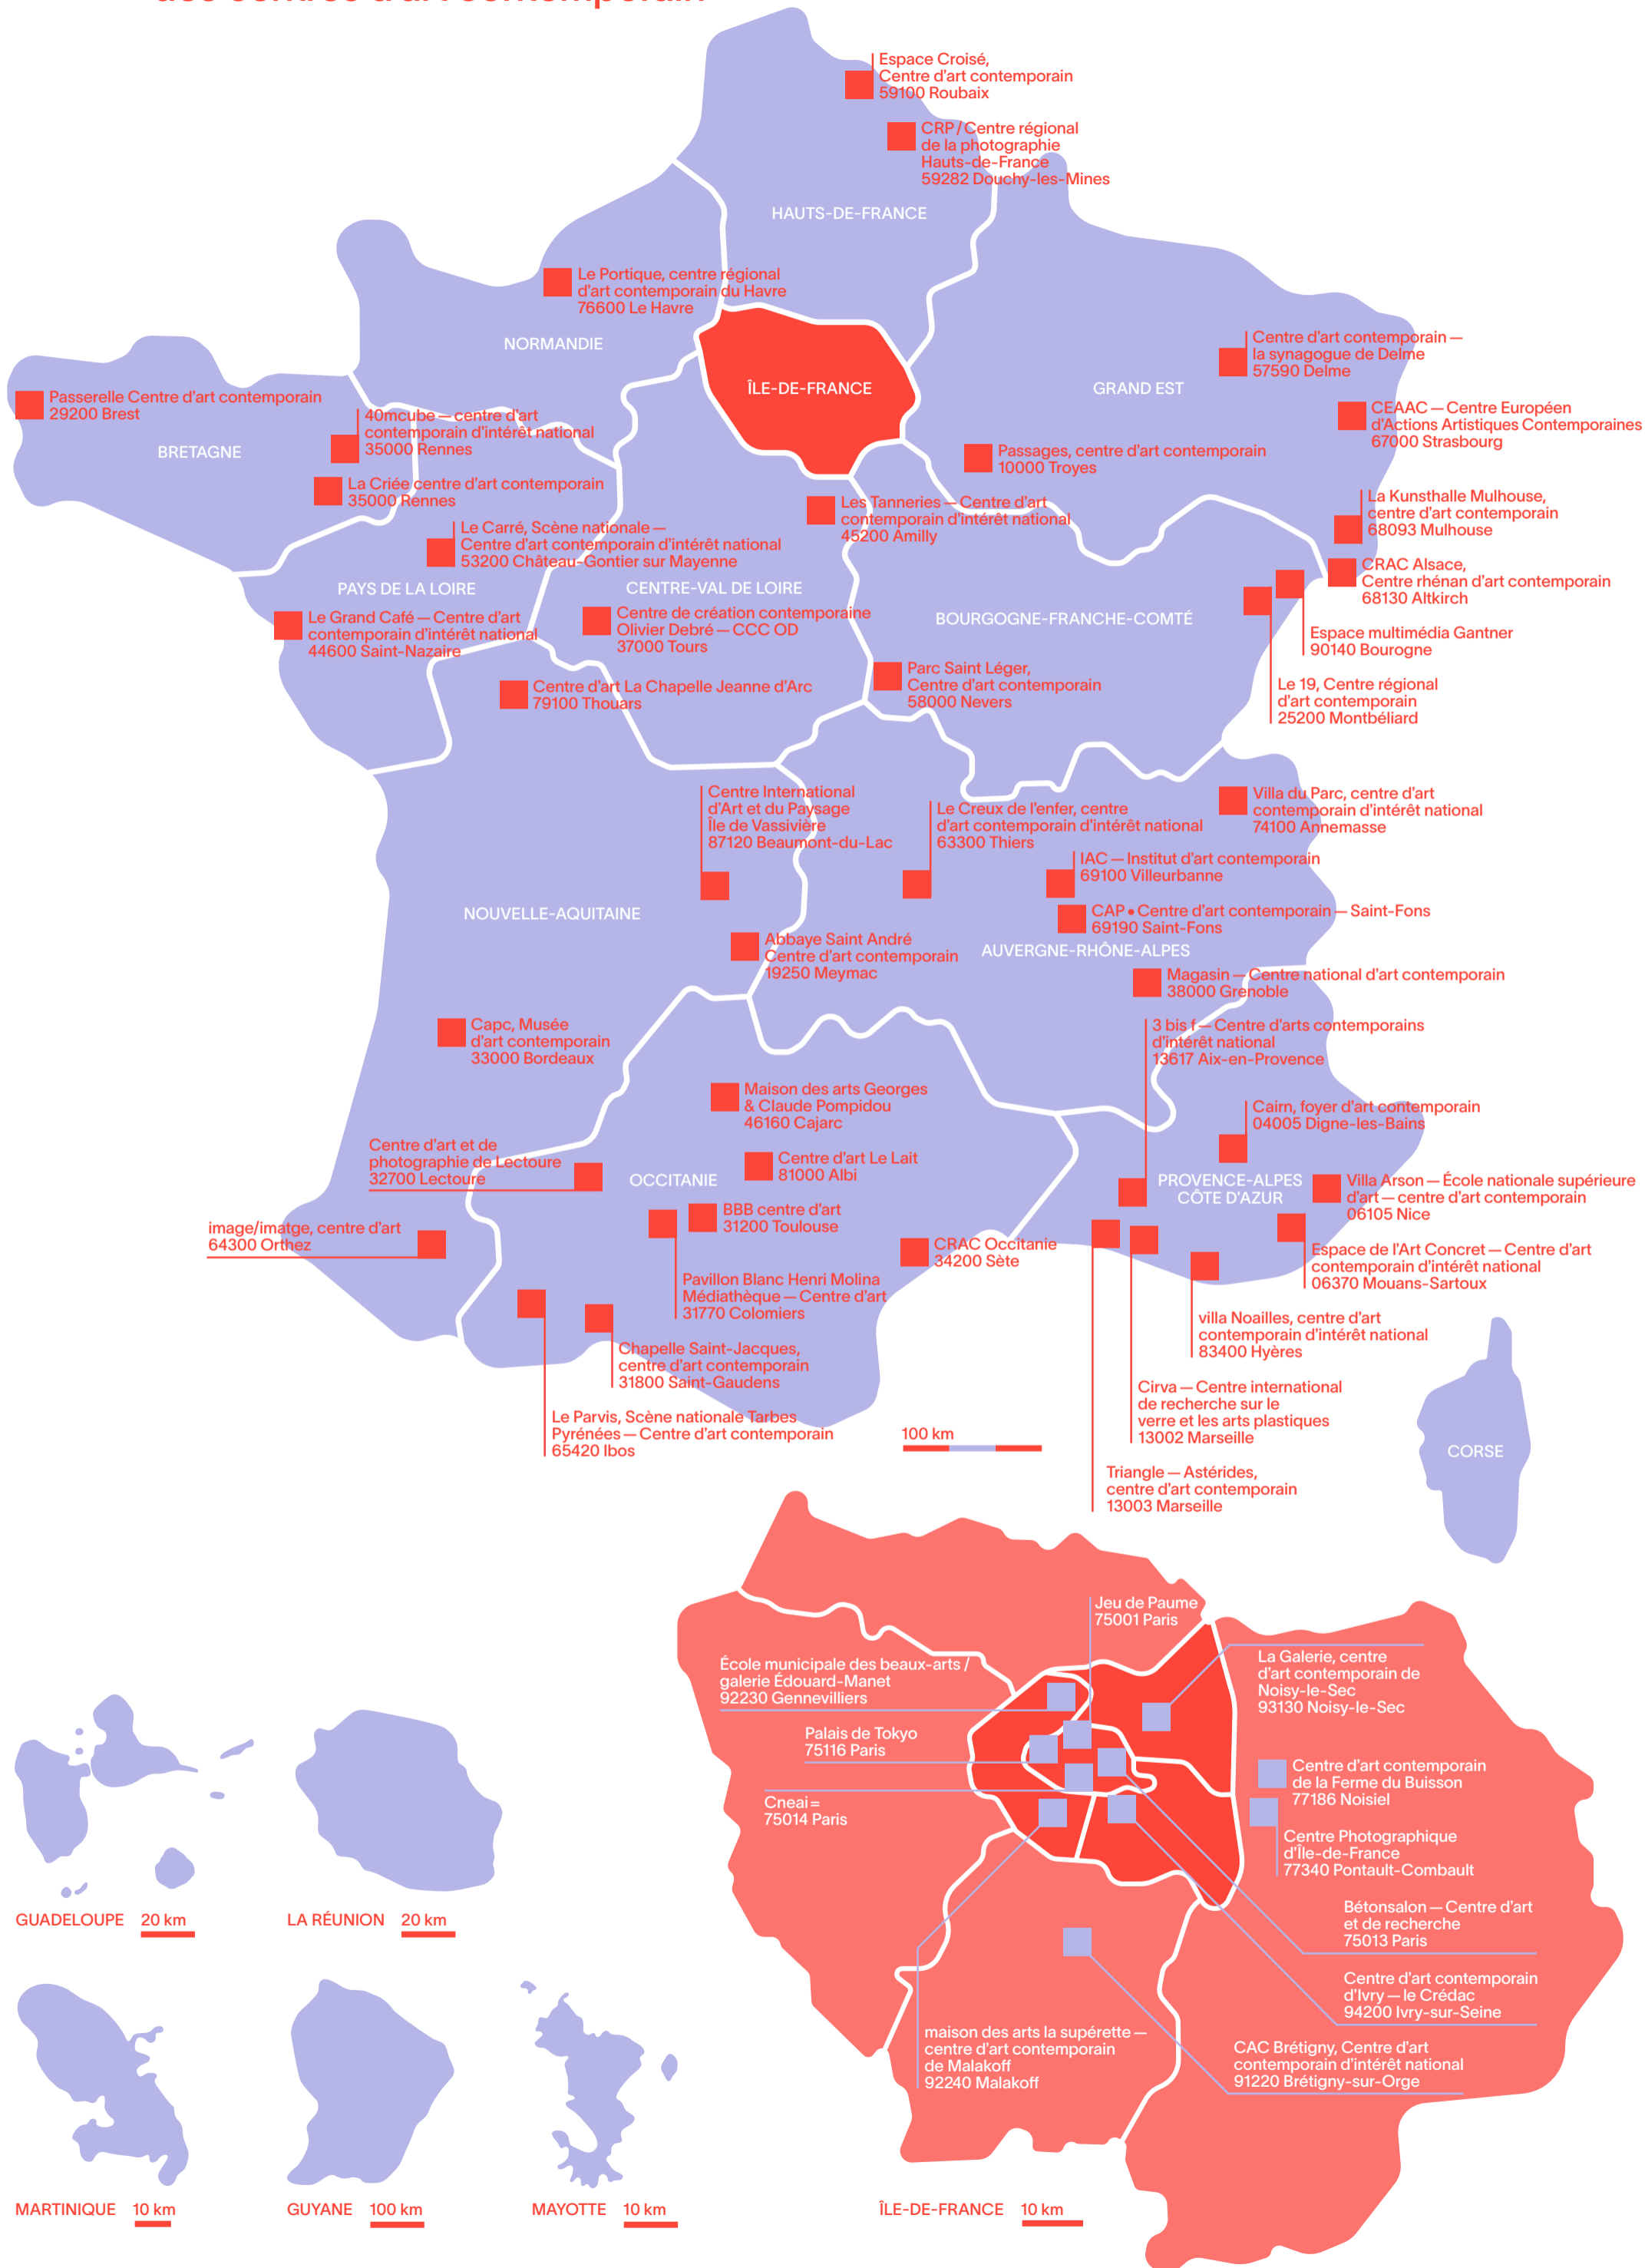 des centres d'art contemporain
Espace Croisé,
Centre d'art contemporain
59100 Roubaix
CRP / Centre régional
de la photographie
Hauts-de-France
59282 Douchy-les-Mines
HAUTS-DE-FRANCE
Le Portique, centre régional
d'art contemporain du Havre
76600 Le Havre
NORMANDIE
ÎLE-DE-FRANCE
Centre d'art contemporain —
la synagogue de Delme
57590 Delme
GRAND EST
CEAAC — Centre Européen
d'Actions Artistiques Contemporaines
67000 Strasbourg
Passerelle Centre d'art contemporain
29200 Brest
BRETAGNE
40mcube — centre d'art
contemporain d'intérêt national
35000 Rennes
La Criée centre d'art contemporain
35000 Rennes
Passages, centre d'art contemporain
10000 Troyes
Les Tanneries — Centre d'art
contemporain d'intérêt national
45200 Amilly
La Kunsthalle Mulhouse,
centre d'art contemporain
68093 Mulhouse
Le Carré, Scène nationale —
Centre d'art contemporain d'intérêt national
53200 Château-Gontier sur Mayenne
CRAC Alsace,
Centre rhénan d'art contemporain
68130 Altkirch
PAYS DE LA LOIRE
CENTRE-VAL DE LOIRE
Le Grand Café — Centre d'art
contemporain d'intérêt national
44600 Saint-Nazaire
Centre de création contemporaine
Olivier Debré — CCC OD
37000 Tours
BOURGOGNE-FRANCHE-COMTÉ
Espace multimédia Gantner
90140 Bourogne
Parc Saint Léger,
Centre d'art contemporain
58000 Nevers
Le 19, Centre régional
d'art contemporain
25200 Montbéliard
Centre d'art La Chapelle Jeanne d'Arc
79100 Thouars
Centre International
d'Art et du Paysage
Île de Vassivière
87120 Beaumont-du-Lac
Le Creux de l'enfer, centre
d'art contemporain d'intérêt national
63300 Thiers
Villa du Parc, centre d'art
contemporain d'intérêt national
74100 Annemasse
IAC — Institut d'art contemporain
69100 Villeurbanne
NOUVELLE-AQUITAINE
CAP • Centre d'art contemporain — Saint-Fons
69190 Saint-Fons
AUVERGNE-RHÔNE-ALPES
Abbaye Saint André
Centre d'art contemporain
19250 Meymac
Magasin — Centre national d'art contemporain
38000 Grenoble
Capc, Musée
d'art contemporain
33000 Bordeaux
3 bis f — Centre d'arts contemporains
d'intérêt national
13617 Aix-en-Provence
Maison des arts Georges
& Claude Pompidou
46160 Cajarc
Cairn, foyer d'art contemporain
04005 Digne-les-Bains
Centre d'art et de
photographie de Lectoure
32700 Lectoure
Centre d'art Le Lait
81000 Albi
OCCITANIE
PROVENCE-ALPES
CÔTE D'AZUR
Villa Arson — École nationale supérieure
d'art — centre d'art contemporain
06105 Nice
BBB centre d'art
31200 Toulouse
image/imatge, centre d'art
64300 Orthez
CRAC Occitanie
34200 Sète
Espace de l'Art Concret — Centre d'art
contemporain d'intérêt national
06370 Mouans-Sartoux
Pavillon Blanc Henri Molina
Médiathèque — Centre d'art
31770 Colomiers
villa Noailles, centre d'art
contemporain d'intérêt national
83400 Hyères
Chapelle Saint-Jacques,
centre d'art contemporain
31800 Saint-Gaudens
Cirva — Centre international
de recherche sur le
verre et les arts plastiques
13002 Marseille
Le Parvis, Scène nationale Tarbes
Pyrénées — Centre d'art contemporain
65420 Ibos
100 km
CORSE
Triangle — Astérides,
centre d'art contemporain
13003 Marseille
Jeu de Paume
75001 Paris
École municipale des beaux-arts /
galerie Édouard-Manet
92230 Gennevilliers
La Galerie, centre
d'art contemporain de
Noisy-le-Sec
93130 Noisy-le-Sec
Palais de Tokyo
75116 Paris
Centre d'art contemporain
de la Ferme du Buisson
77186 Noisiel
Cneai =
75014 Paris
Centre Photographique
d'Île-de-France
77340 Pontault-Combault
Bétonsalon — Centre d'art
et de recherche
75013 Paris
Centre d'art contemporain
d'Ivry — le Crédac
94200 Ivry-sur-Seine
maison des arts la supérette —
centre d'art contemporain
de Malakoff
92240 Malakoff
CAC Brétigny, Centre d'art
contemporain d'intérêt national
91220 Brétigny-sur-Orge
GUADELOUPE 20 km
LA RÉUNION 20 km
MARTINIQUE 10 km
GUYANE 100 km
MAYOTTE 10 km
ÎLE-DE-FRANCE 10 km